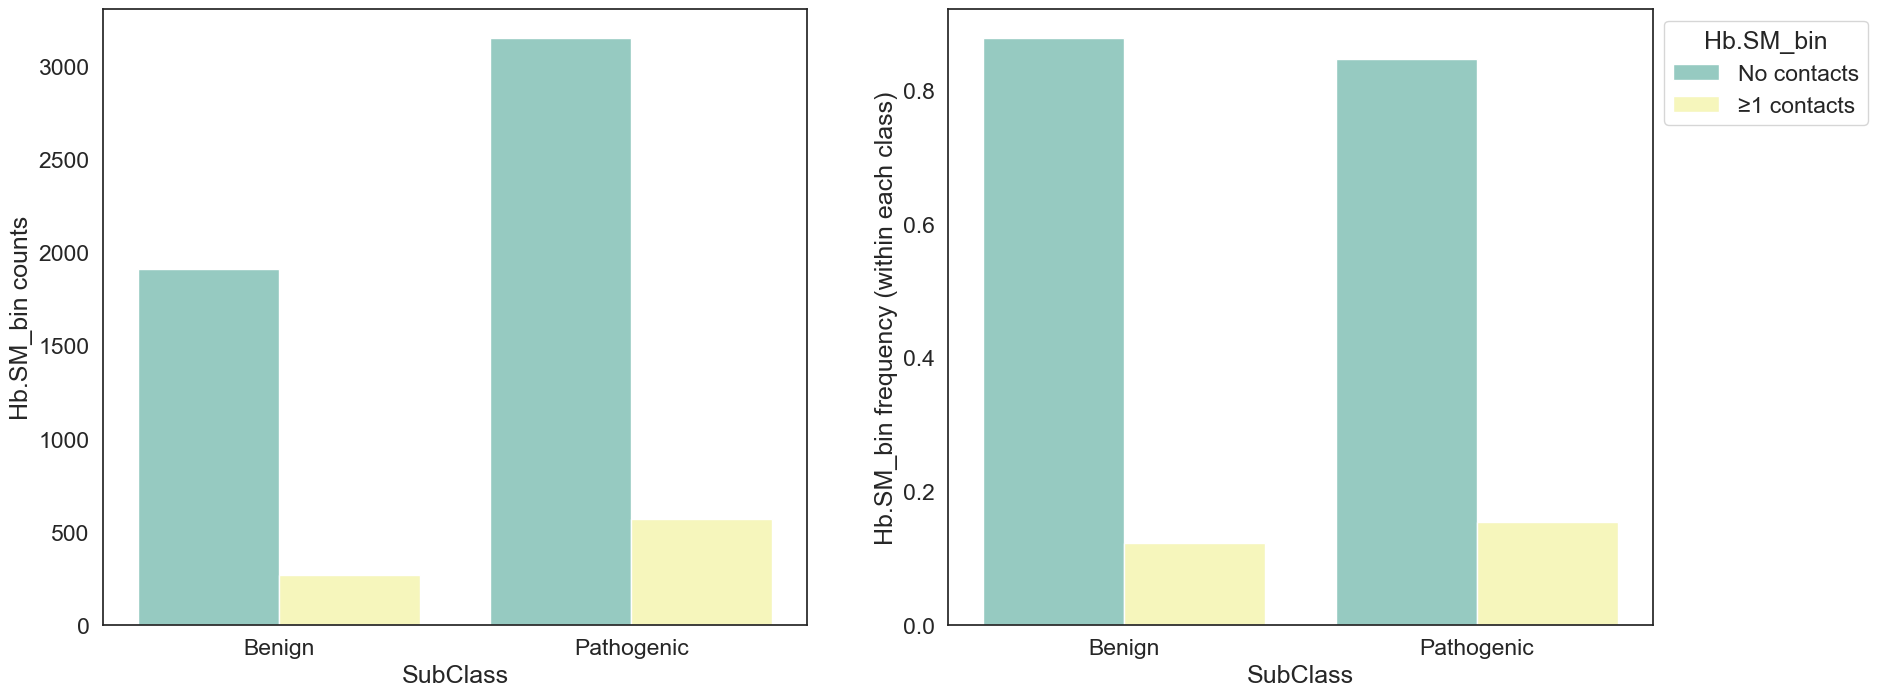 Hb.SM_bin counts
3000
2500
2000
1500
1000
500
0
Benign
Pathogenic
SubClass
Hb.SM_bin frequency (within each class)
0.8
0.6
0.4
0.2
0.0
Benign
Pathogenic
SubClass
Hb.SM_bin
No contacts
≥1 contacts